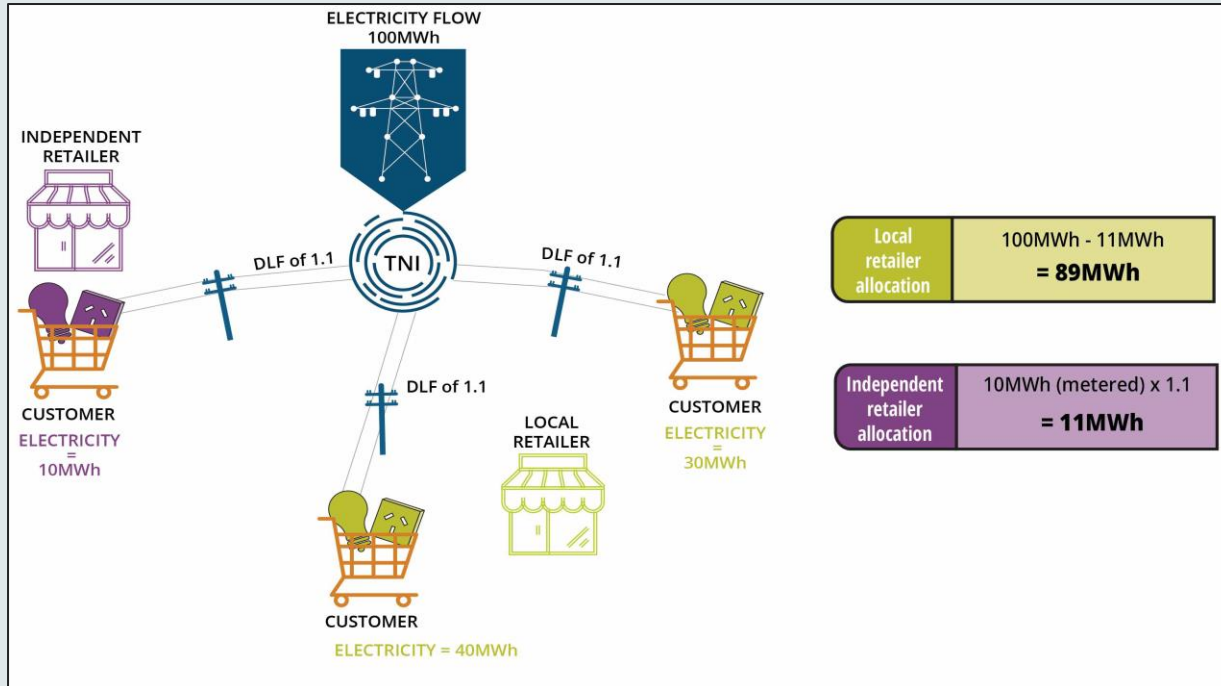 ELECTRICITY FLOW
100MWh
INDEPENDENT
RETAILER
DLF of 1.1
TNI
DLF of 1.1
CUSTOMER
ELECTRICITY
=
10MWh
DLF of 1.1
LOCAL
RETAILER
CUSTOMER
ELECTRICITY
=
30MWh
CUSTOMER
ELECTRICITY = 40MWh
Local
retailer
allocation
100MWh - 11MWh
= 89MWh
Independent
retailer
allocation
10MWh (metered) x 1.1
= 11MWh